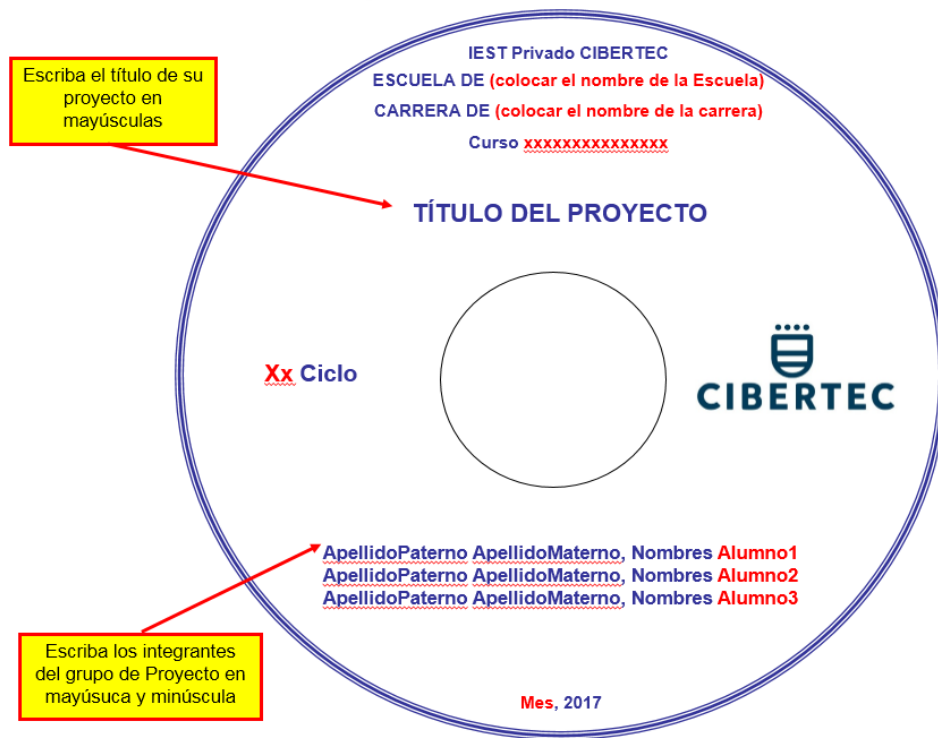 IEST Privado CIBERTEC
ESCUELA DE (colocar el nombre de la Escuela)
CARRERA DE (colocar el nombre de la carrera)
Curso xxxxxxxxxxxxxxx
Escriba el título de su
proyecto en
mayúsculas
TÍTULO DEL PROYECTO
Xx Ciclo
CIBERTEC
ApellidoPaterno ApellidoMaterno, Nombres Alumno1
ApellidoPaterno ApellidoMaterno, Nombres Alumno2
ApellidoPaterno ApellidoMaterno, Nombres Alumno3
Escriba los integrantes
del grupo de Proyecto en
mayúsuca y minúscula
Mes, 2017